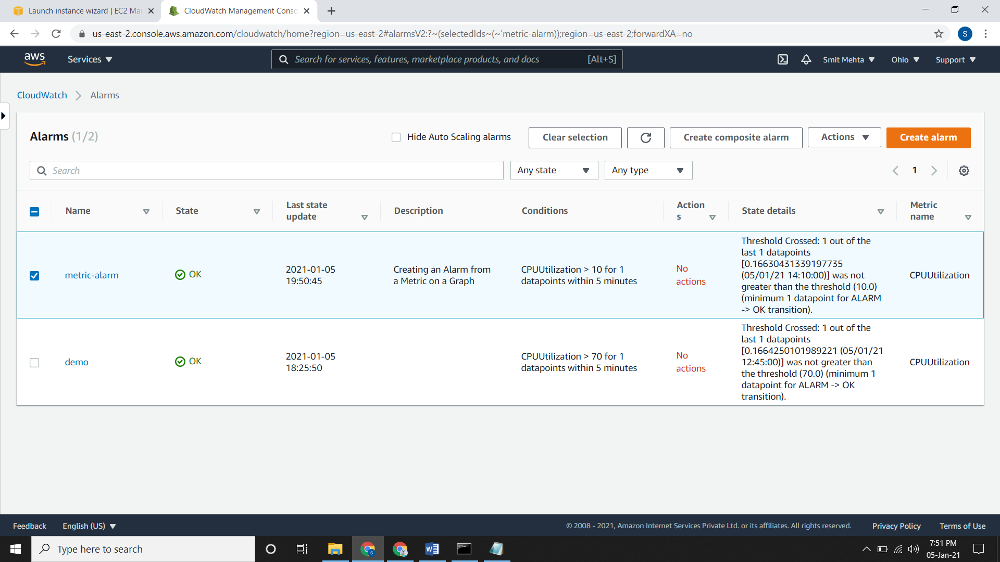 Launch instance wizard | EC2 Mar
CloudWatch Management Conso
us-east-2.console.aws.amazon.com/cloudwatch/home?region=us-east-2#alarmsV2:?~(selectedIds~(~'metric-alarm));region=us-east-2;forwardXA=no
S
aws
Services
Search for services, features, marketplace products, and docs
[Alt+S]
Smit Mehta
Ohio
Support
CloudWatch
Alarms
Alarms (1/2)
Hide Auto Scaling alarms
Clear selection
Create composite alarm
Actions
Create alarm
Search
Any state
Any type
1
Name
State
Last state
update
Description
Conditions
Action
s
State details
Metric
name
metric-alarm
OK
2021-01-05
19:50:45
Creating an Alarm from
a Metric on a Graph
CPUUtilization > 10 for 1
datapoints within 5 minutes
No
actions
Threshold Crossed: 1 out of the
last 1 datapoints
[0.16630431339197735
(05/01/21 14:10:00)] was not
greater than the threshold (10.0)
(minimum 1 datapoint for ALARM
-> OK transition).
CPUUtilization
demo
OK
2021-01-05
18:25:50
CPUUtilization > 70 for 1
datapoints within 5 minutes
No
actions
Threshold Crossed: 1 out of the
last 1 datapoints
[0.1664250101989221 (05/01/21
12:45:00)] was not greater than
the threshold (70.0) (minimum 1
datapoint for ALARM -> OK
transition).
CPUUtilization
Feedback
English (US)
© 2008 - 2021, Amazon Internet Services Private Ltd. or its affiliates. All rights reserved.
Privacy Policy
Terms of Use
Type here to search
7:51 PM
05-Jan-21